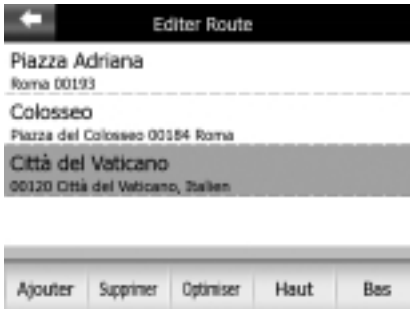 Editer Route
Piazza Adriana
Roma 00193
Colosseo
Piazza del Colosseo 00184 Roma
Città del Vaticano
00120 Città del Vaticano, Italien
Ajouter Supprimer Optimiser Haut Bas